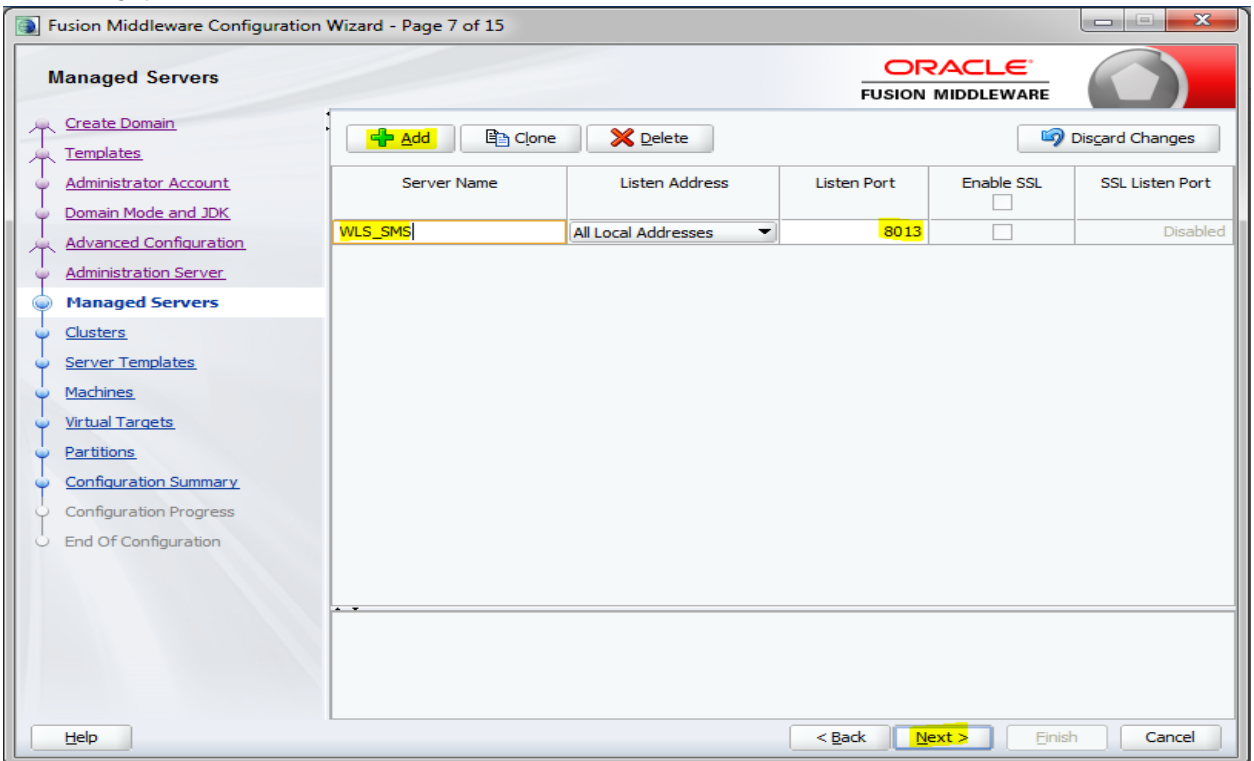 Fusion Middleware Configuration Wizard - Page 7 of 15
Managed Servers
ORACLE
FUSION MIDDLEWARE
Create Domain
Templates
Administrator Account
Domain Mode and JDK
Advanced Configuration
Administration Server
Managed Servers
Clusters
Server Templates
Machines
Virtual Targets
Partitions
Configuration Summary
Configuration Progress
End Of Configuration
Add Clone Delete Discard Changes
Server Name Listen Address Listen Port Enable SSL SSL Listen Port
WLS_SMS All Local Addresses 8013 Disabled
Help < Back Next > Finish Cancel